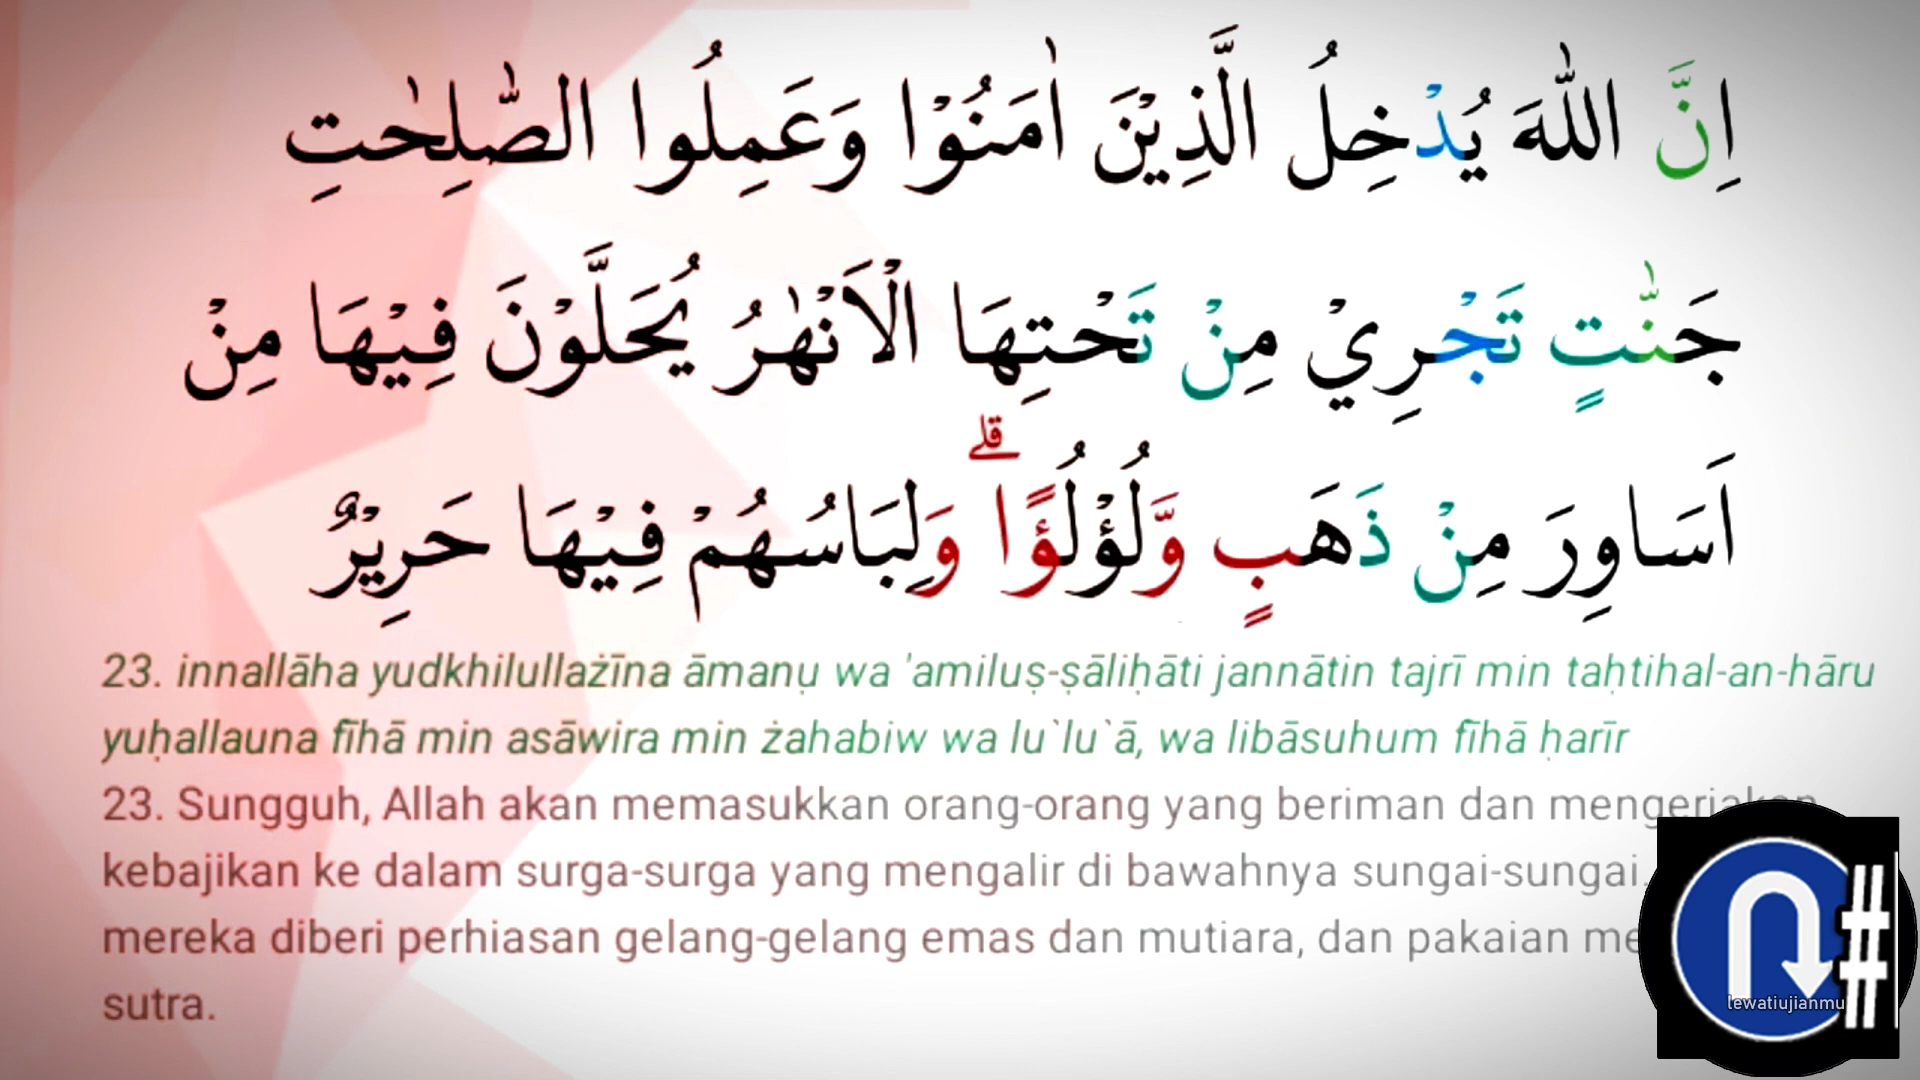 اِنَّ اللّٰهَ يُدْخِلُ الَّذِيْنَ اٰمَنُوْا وَعَمِلُوا الصّٰلِحٰتِ
جَنّٰتٍ تَجْرِيْ مِنْ تَحْتِهَا الْاَنْهٰرُ يُحَلَّوْنَ فِيْهَا مِنْ
اَسَاوِرَ مِنْ ذَهَبٍ وَّلُؤْلُؤًا ۗ وَلِبَاسُهُمْ فِيْهَا حَرِيْرٌ
23. innallāha yudkhilullażīna āmanụ wa 'amiluṣ-ṣāliḥāti jannātin tajrī min taḥtihal-an-hāru
yuḥallauna fīhā min asāwira min żahabiw wa lu`lu`ā, wa libāsuhum fīhā ḥarīr
23. Sungguh, Allah akan memasukkan orang-orang yang beriman dan mengerjakan
kebajikan ke dalam surga-surga yang mengalir di bawahnya sungai-sungai.
mereka diberi perhiasan gelang-gelang emas dan mutiara, dan pakaian
sutra.
#
lewatiujianmu